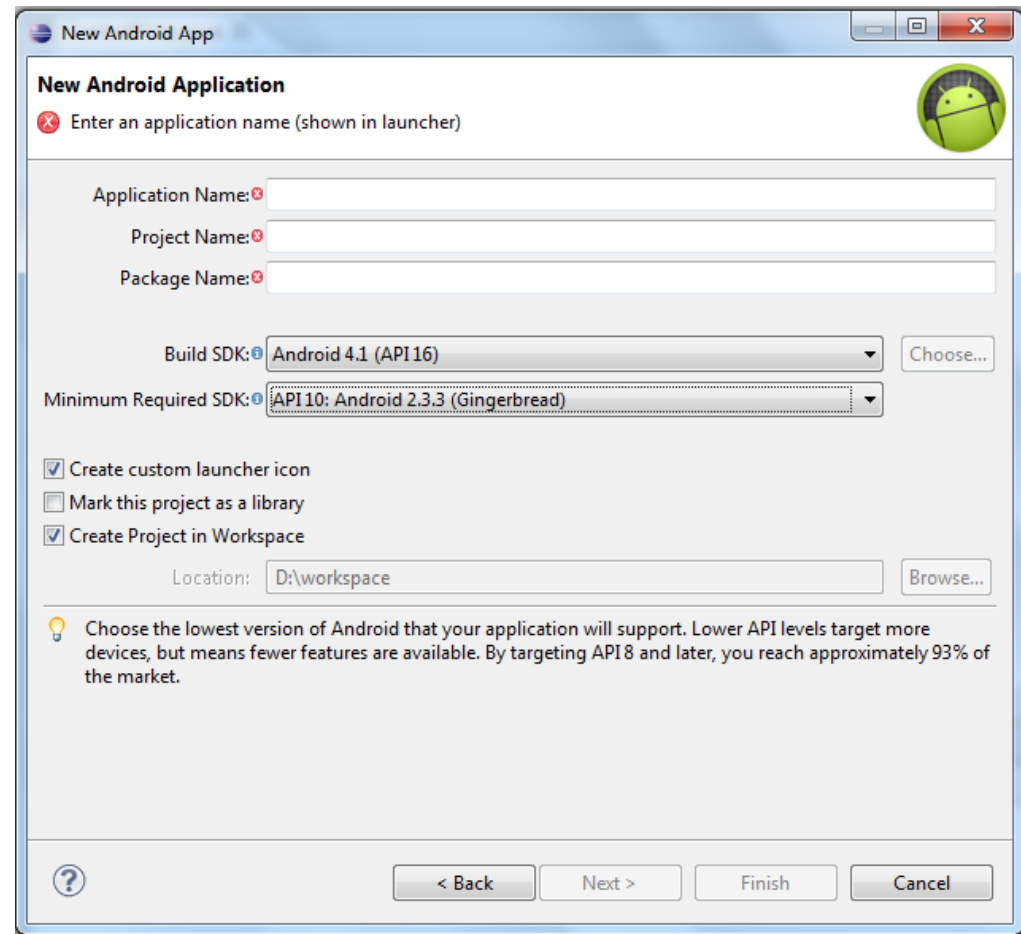 New Android App
New Android Application
Enter an application name (shown in launcher)
Application Name:
Project Name:
Package Name:
Build SDK: Android 4.1 (API 16) Choose...
Minimum Required SDK: API 10: Android 2.3.3 (Gingerbread)
Create custom launcher icon
Mark this project as a library
Create Project in Workspace
Location: D:\workspace Browse...
Choose the lowest version of Android that your application will support. Lower API levels target more
devices, but means fewer features are available. By targeting API 8 and later, you reach approximately 93% of
the market.
? < Back Next > Finish Cancel